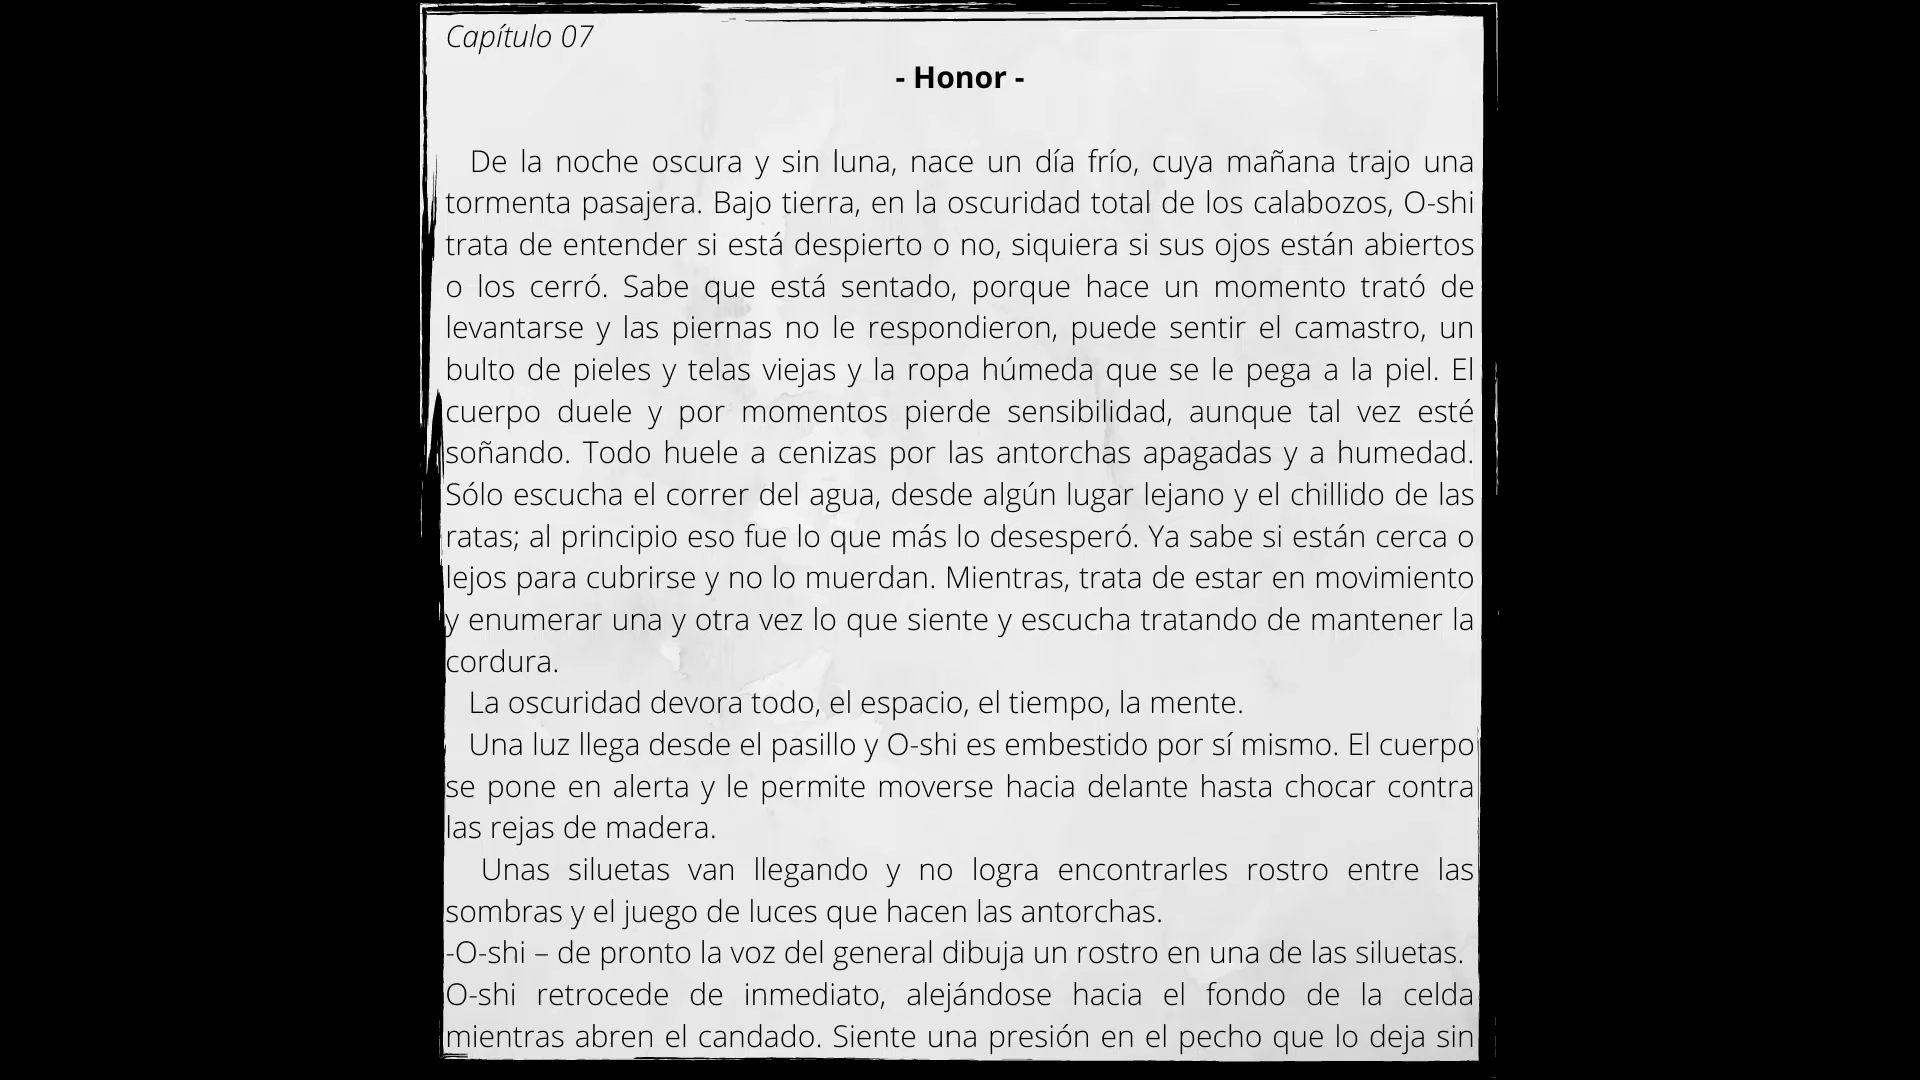 Capítulo 07
- Honor -
De la noche oscura y sin luna, nace un día frío, cuya mañana trajo una
tormenta pasajera. Bajo tierra, en la oscuridad total de los calabozos, O-shi
trata de entender si está despierto o no, siquiera si sus ojos están abiertos
o los cerró. Sabe que está sentado, porque hace un momento trató de
levantarse y las piernas no le respondieron, puede sentir el camastro, un
bulto de pieles y telas viejas y la ropa húmeda que se le pega a la piel. El
cuerpo duele y por momentos pierde sensibilidad, aunque tal vez esté
soñando. Todo huele a cenizas por las antorchas apagadas y a humedad.
Sólo escucha el correr del agua, desde algún lugar lejano y el chillido de las
ratas; al principio eso fue lo que más lo desesperó. Ya sabe si están cerca o
lejos para cubrirse y no lo muerdan. Mientras, trata de estar en movimiento
y enumerar una y otra vez lo que siente y escucha tratando de mantener la
cordura.
La oscuridad devora todo, el espacio, el tiempo, la mente.
Una luz llega desde el pasillo y O-shi es embestido por sí mismo. El cuerpo
se pone en alerta y le permite moverse hacia delante hasta chocar contra
las rejas de madera.
Unas siluetas van llegando y no logra encontrarles rostro entre las
sombras y el juego de luces que hacen las antorchas.
-O-shi – de pronto la voz del general dibuja un rostro en una de las siluetas.
O-shi retrocede de inmediato, alejándose hacia el fondo de la celda
mientras abren el candado. Siente una presión en el pecho que lo deja sin